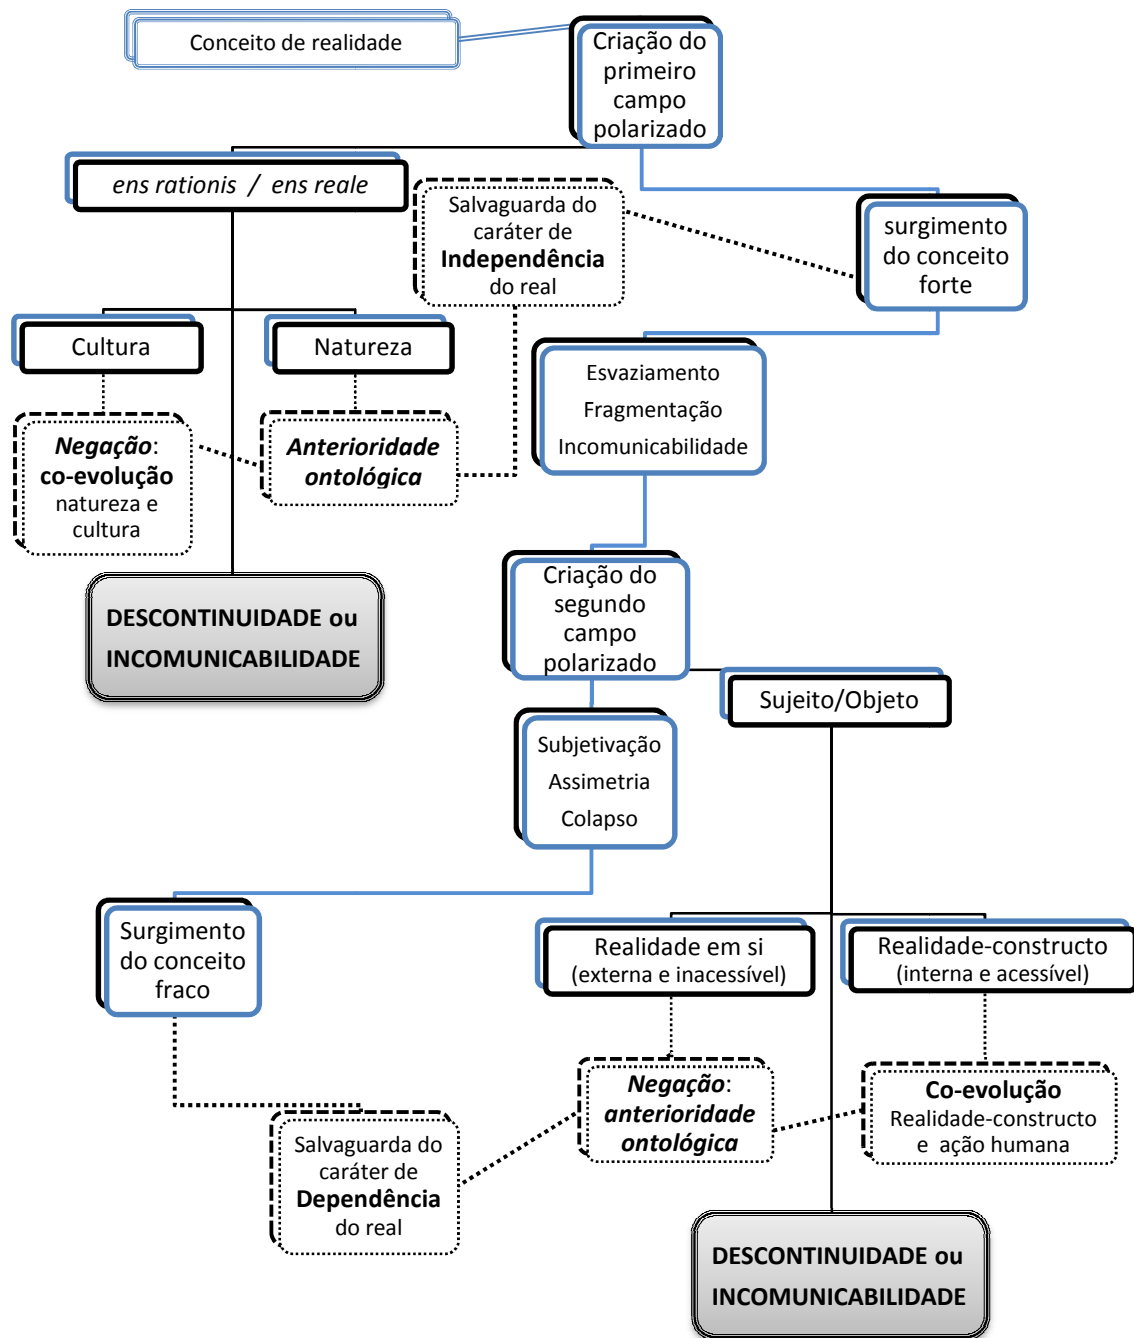 Conceito de realidade
Criação do
primeiro
campo
polarizado
ens rationis / ens reale
Salvaguarda do
caráter de
Independência
do real
surgimento
do conceito
forte
Cultura
Natureza
Esvaziamento
Fragmentação
Incomunicabilidade
Negação:
co-evolução
natureza e
cultura
Anterioridade
ontológica
Criação do
segundo
campo
polarizado
DESCONTINUIDADE ou
INCOMUNICABILIDADE
Sujeito/Objeto
Subjetivação
Assimetria
Colapso
Surgimento
do conceito
fraco
Realidade em si
(externa e inacessível)
Realidade-constructo
(interna e acessível)
Negação:
anterioridade
ontológica
Co-evolução
Realidade-constructo
e ação humana
Salvaguarda do
caráter de
Dependência
do real
DESCONTINUIDADE ou
INCOMUNICABILIDADE